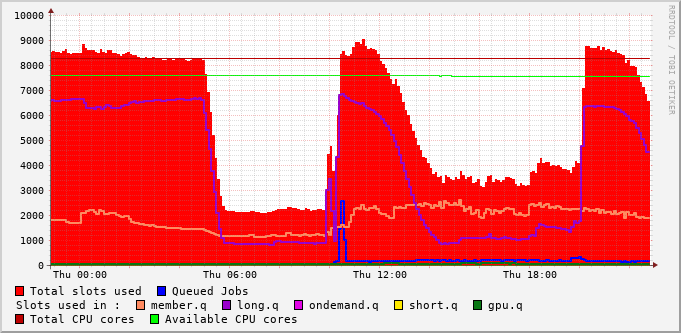 10000
9000
8000
7000
6000
5000
4000
3000
2000
1000
0
Thu 00:00 Thu 06:00 Thu 12:00 Thu 18:00
Total slots used Queued Jobs
Slots used in : member.q long.q ondemand.q short.q gpu.q
Total CPU cores Available CPU cores
RRDTOOL / TOBI OETIKER